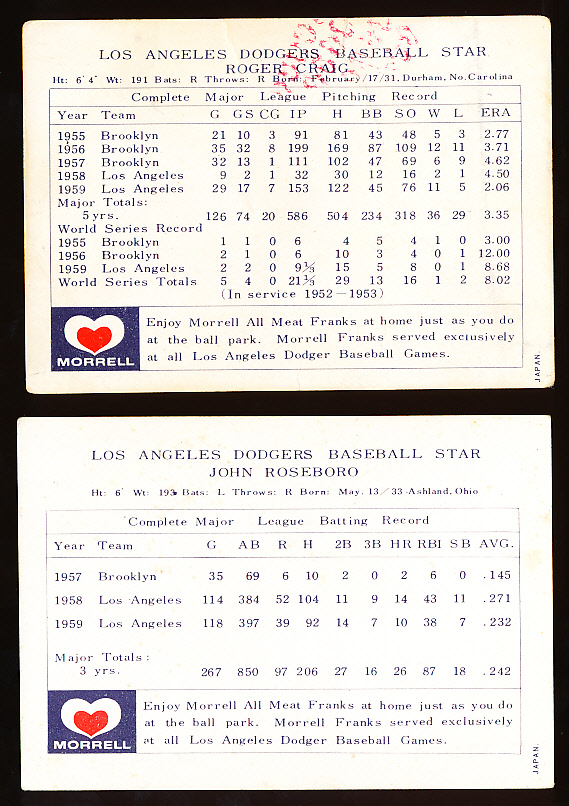 LOS ANGELES DODGERS BASEBALL STAR
ROGER CRAIG
Ht: 6' 4" Wt: 191 Bats: R Throws: R Born: February/17/31, Durham, No. Carolina
Complete Major League Pitching Record
Year Team G GS CG IP H BB SO W L ERA
1955 Brooklyn 21 10 3 91 81 43 48 5 3 2.77
1956 Brooklyn 35 32 8 199 169 87 109 12 11 3.71
1957 Brooklyn 32 13 1 111 102 47 69 6 9 4.62
1958 Los Angeles 9 2 1 32 30 12 16 2 1 4.50
1959 Los Angeles 29 17 7 153 122 45 76 11 5 2.06
Major Totals:
5 yrs. 126 74 20 586 504 234 318 36 29 3.35
World Series Record
1955 Brooklyn 1 1 0 6 4 5 4 1 0 3.00
1956 Brooklyn 2 1 0 6 10 3 4 0 1 12.00
1959 Los Angeles 2 2 0 9⅓ 15 5 8 0 1 8.68
World Series Totals 5 4 0 21⅓ 29 13 16 1 2 8.02
(In service 1952-1953)
MORRELL
Enjoy Morrell All Meat Franks at home just as you do
at the ball park. Morrell Franks served exclusively
at all Los Angeles Dodger Baseball Games.
JAPAN.
LOS ANGELES DODGERS BASEBALL STAR
JOHN ROSEBORO
Ht: 6' Wt: 193 Bats: L Throws: R Born: May. 13/33 Ashland, Ohio
Complete Major League Batting Record
Year Team G AB R H 2B 3B HR RBI SB AVG.
1957 Brooklyn 35 69 6 10 2 0 2 6 0 .145
1958 Los Angeles 114 384 52 104 11 9 14 43 11 .271
1959 Los Angeles 118 397 39 92 14 7 10 38 7 .232
Major Totals:
3 yrs. 267 850 97 206 27 16 26 87 18 .242
MORRELL
Enjoy Morrell All Meat Franks at home just as you do
at the ball park. Morrell Franks served exclusively
at all Los Angeles Dodger Baseball Games.
JAPAN.